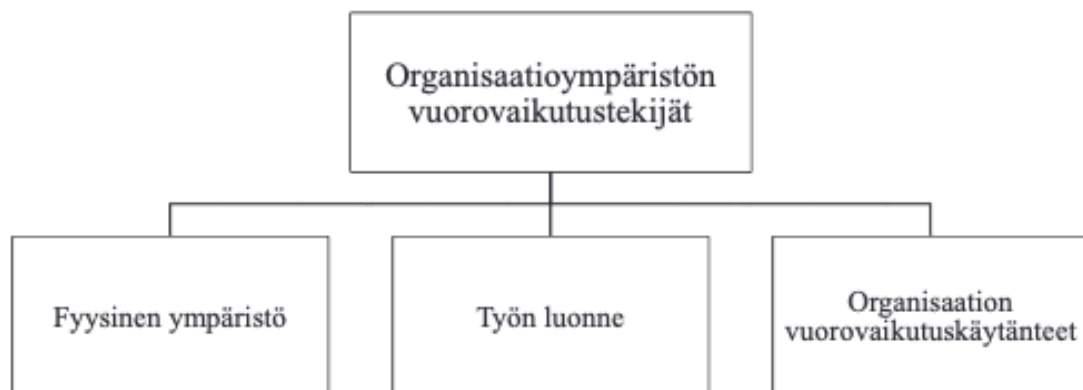 Organisaatioympäristön
vuorovaikutustekijät
Fyysinen ympäristö
Työn luonne
Organisaation
vuorovaikutuskäytänteet